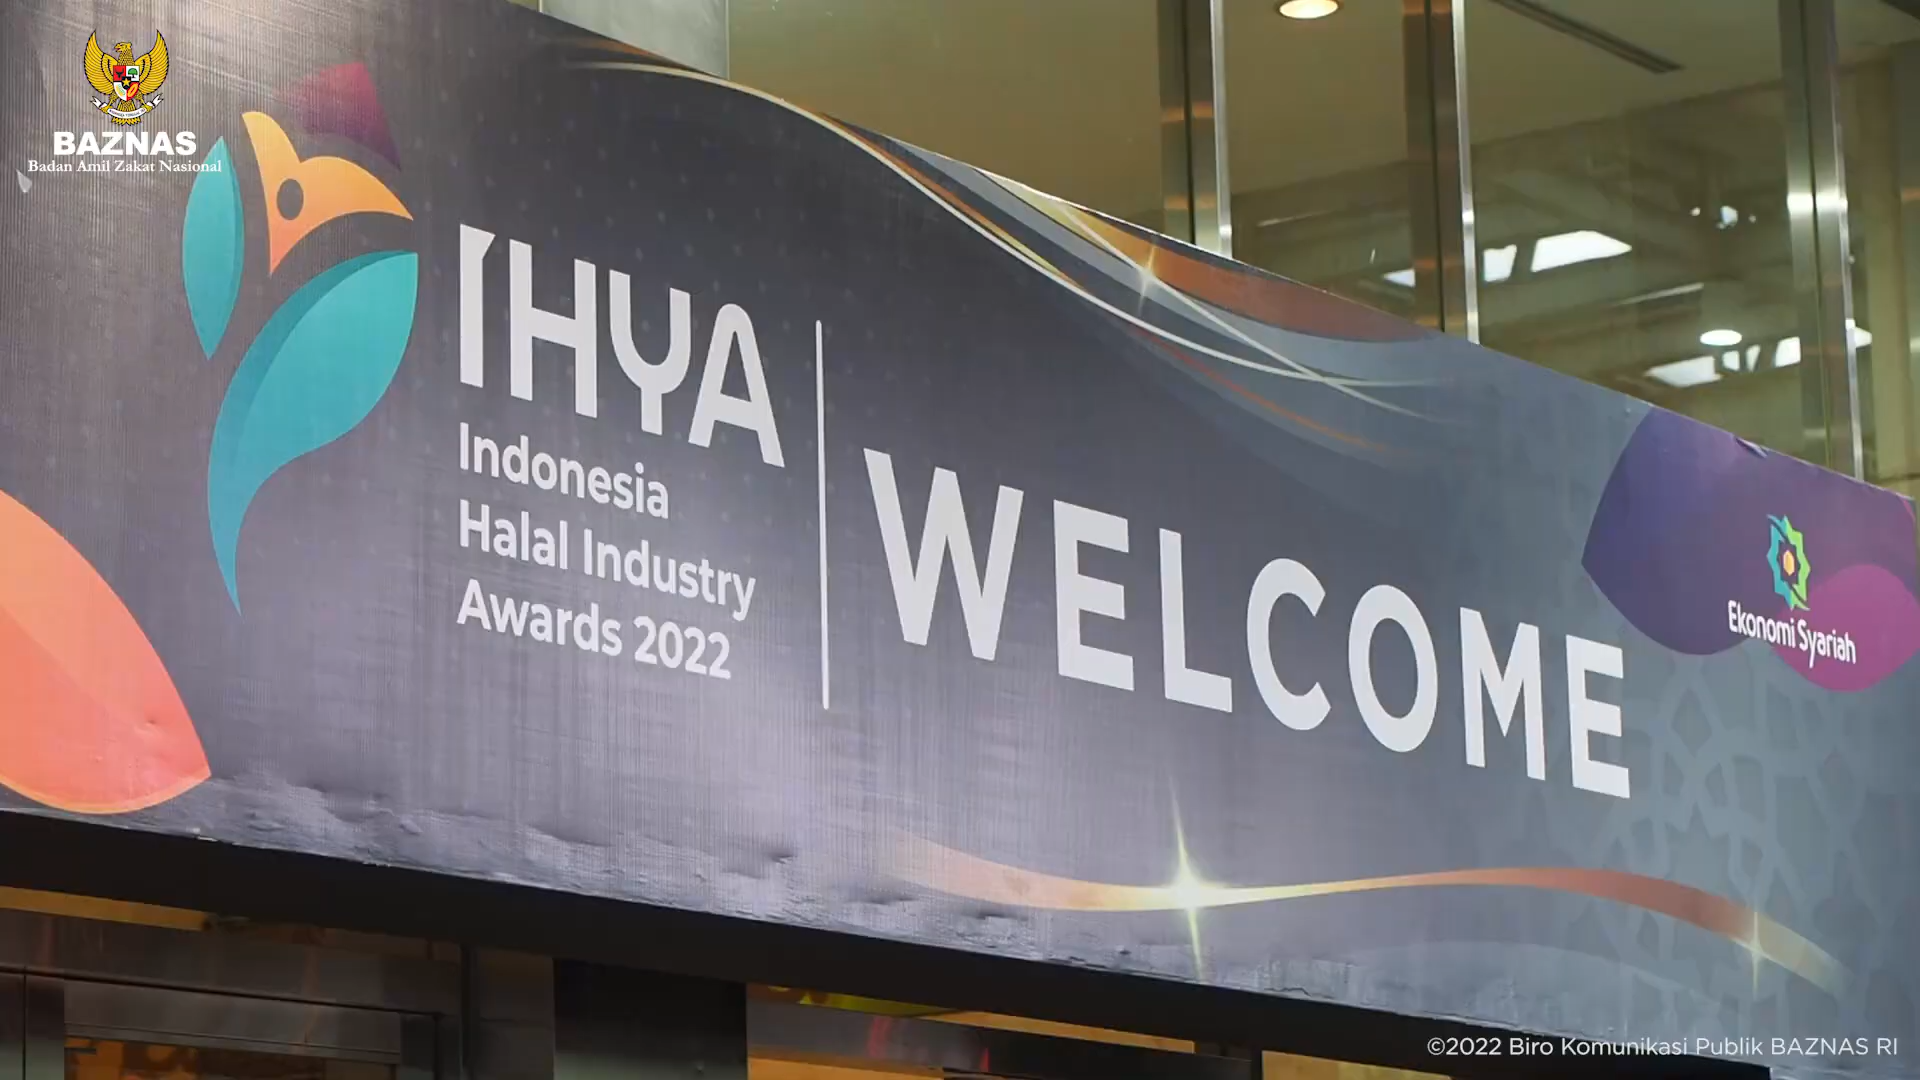 BAZNAS
Badan Amil Zakat Nasional
IHYA
Indonesia
Halal Industry
Awards 2022
WELCOME
Ekonomi Syariah
©2022 Biro Komunikasi Publik BAZNAS RI